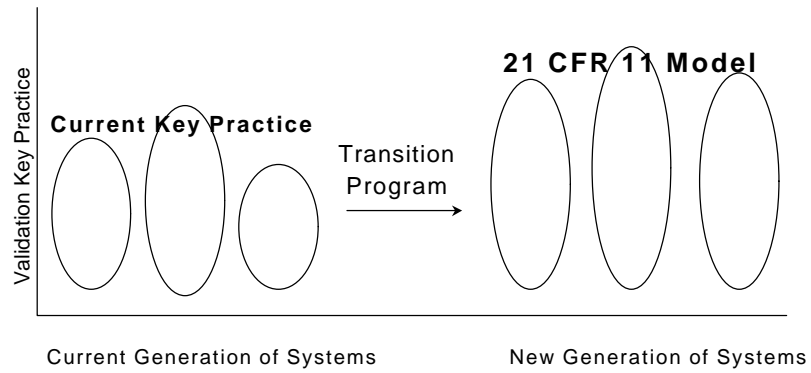 21 CFR 11 Model
Current Key Practice
Transition
Program
Validation Key Practice
Current Generation of Systems
New Generation of Systems